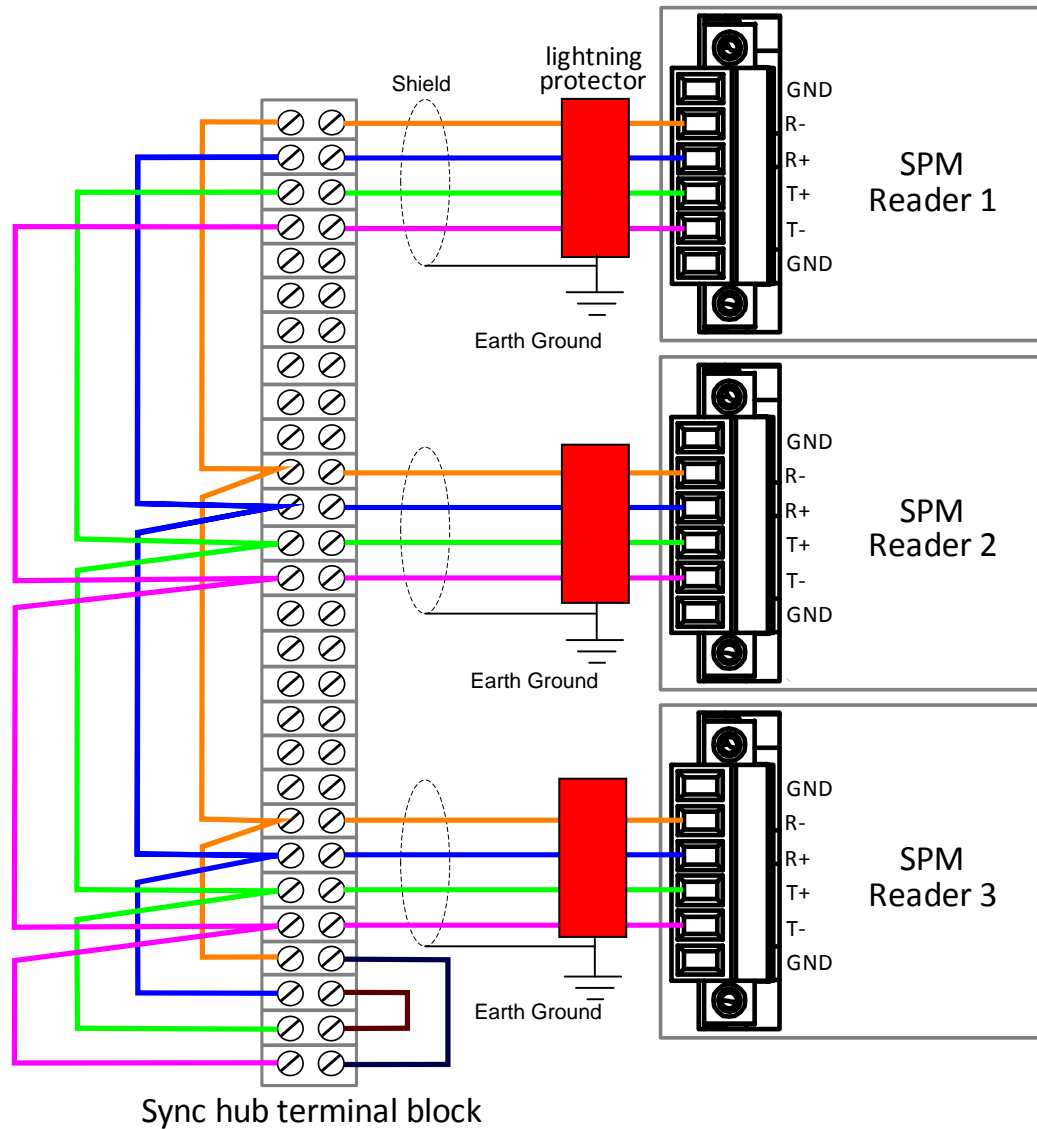 lightning
protector
Shield
GND
R-
R+
T+
T-
GND
SPM
Reader 1
Earth Ground
GND
R-
R+
T+
T-
GND
SPM
Reader 2
Earth Ground
GND
R-
R+
T+
T-
GND
SPM
Reader 3
Earth Ground
Sync hub terminal block